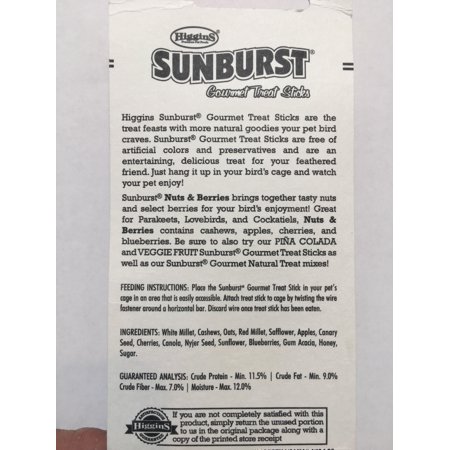 HIGGINS
SUNBURST®
Gourmet Treat Sticks
Higgins Sunburst® Gourmet Treat Sticks are the
treat feasts with more natural goodies your pet bird
craves. Sunburst® Gourmet Treat Sticks are free of
artificial colors and preservatives and are an
entertaining, delicious treat for your feathered
friend. Just hang it up in your bird's cage and watch
your pet enjoy!
Sunburst® Nuts & Berries brings together tasty nuts
and select berries for your bird's enjoyment! Great
for Parakeets, Lovebirds, and Cockatiels, Nuts &
Berries contains cashews, apples, cherries, and
blueberries. Be sure to also try our PIÑA COLADA
and VEGGIE FRUIT Sunburst® Gourmet Treat Sticks as
well as our Sunburst® Gourmet Natural Treat mixes!
FEEDING INSTRUCTIONS: Place the Sunburst® Gourmet Treat Stick in your pet's
cage in an area that is easily accessible. Attach treat stick to cage by twisting the wire
fastener around a horizontal bar. Discard wire once treat stick has been eaten.
INGREDIENTS: White Millet, Cashews, Oats, Red Millet, Safflower, Apples, Canary
Seed, Cherries, Canola, Nyjer Seed, Sunflower, Blueberries, Gum Acacia, Honey,
Sugar.
GUARANTEED ANALYSIS: Crude Protein - Min. 11.5% | Crude Fat - Min. 9.0%
Crude Fiber - Max. 7.0% | Moisture - Max. 12.0%
HIGGINS
GUARANTEED
If you are not completely satisfied with this
product, simply return the unused portion
to us in the original package along with a
copy of the printed store receipt